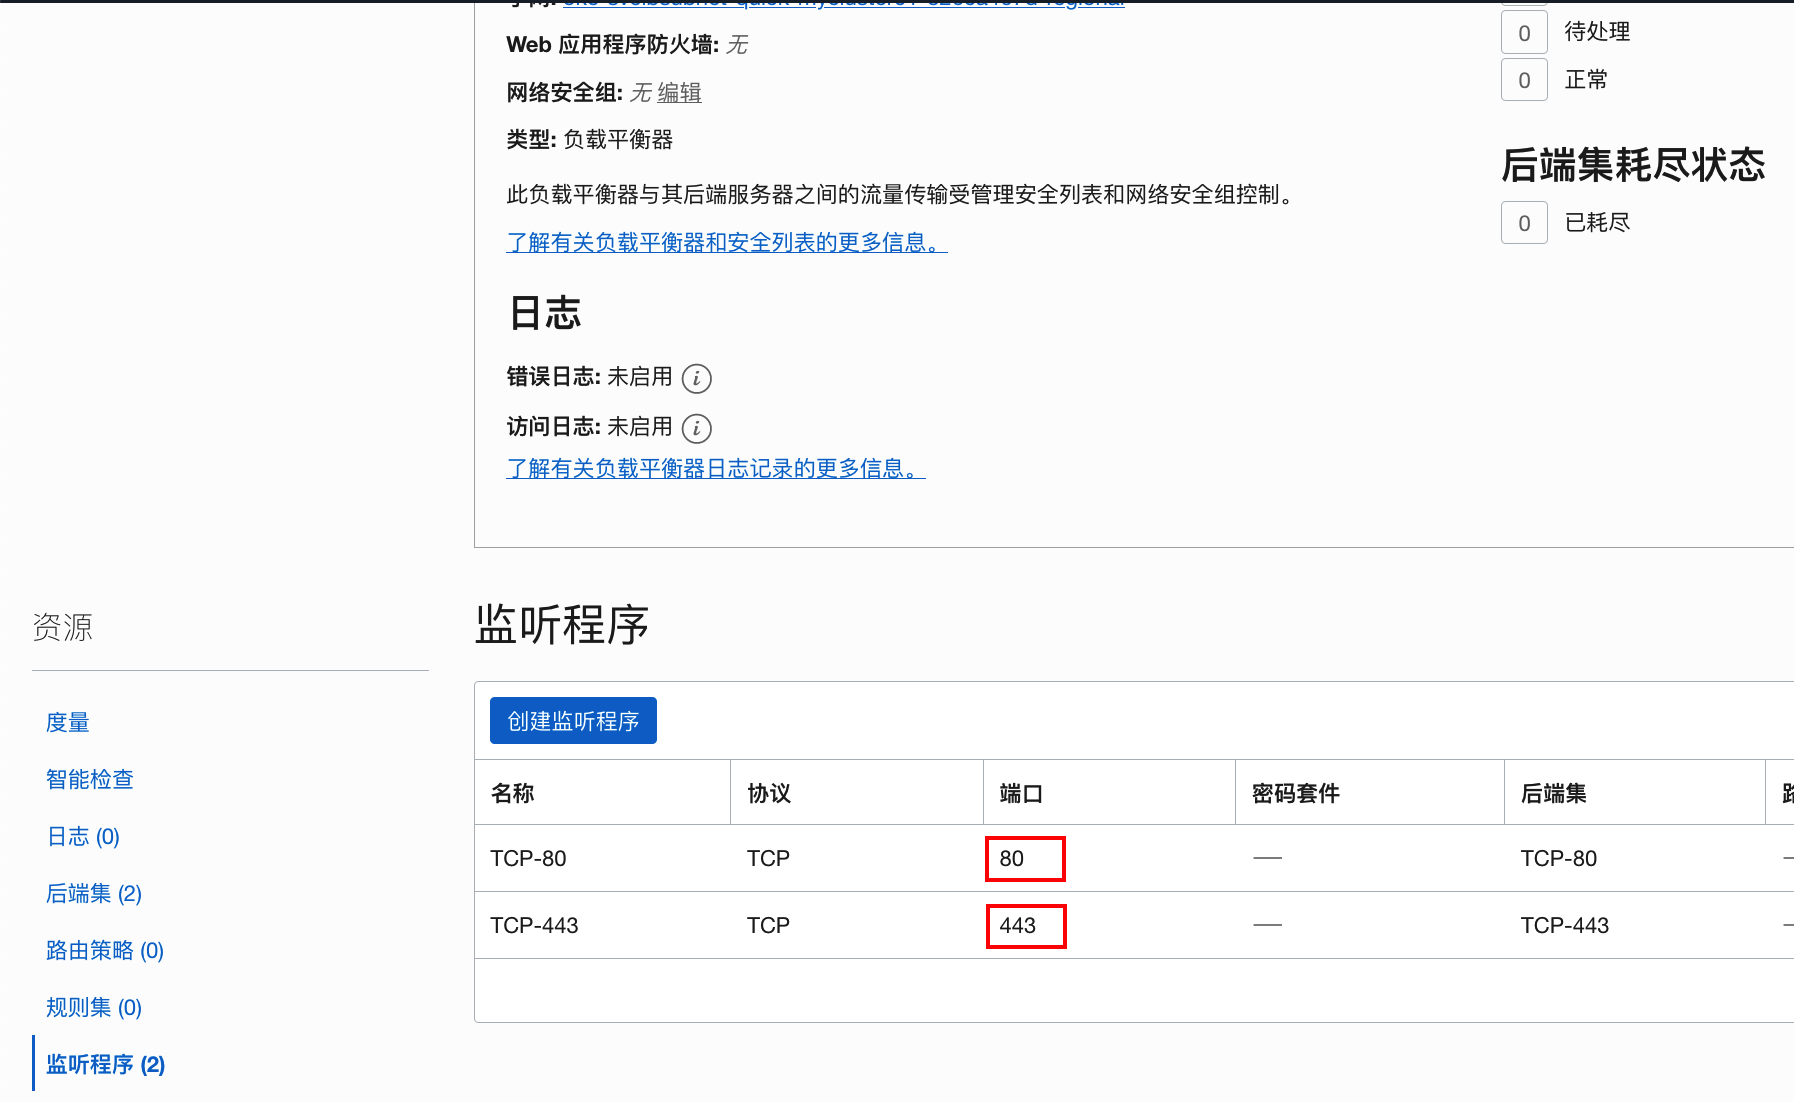 Web 应用程序防火墙: 无
网络安全组: 无 编辑
类型: 负载平衡器
此负载平衡器与其后端服务器之间的流量传输受管理安全列表和网络安全组控制。
了解有关负载平衡器和安全列表的更多信息。
日志
错误日志: 未启用 i
访问日志: 未启用 i
了解有关负载平衡器日志记录的更多信息。
0 待处理
0 正常
后端集耗尽状态
0 已耗尽
资源
度量
智能检查
日志 (0)
后端集 (2)
路由策略 (0)
规则集 (0)
监听程序 (2)
监听程序
创建监听程序
名称 协议 端口 密码套件 后端集
TCP-80 TCP 80 — TCP-80 —
TCP-443 TCP 443 — TCP-443 —